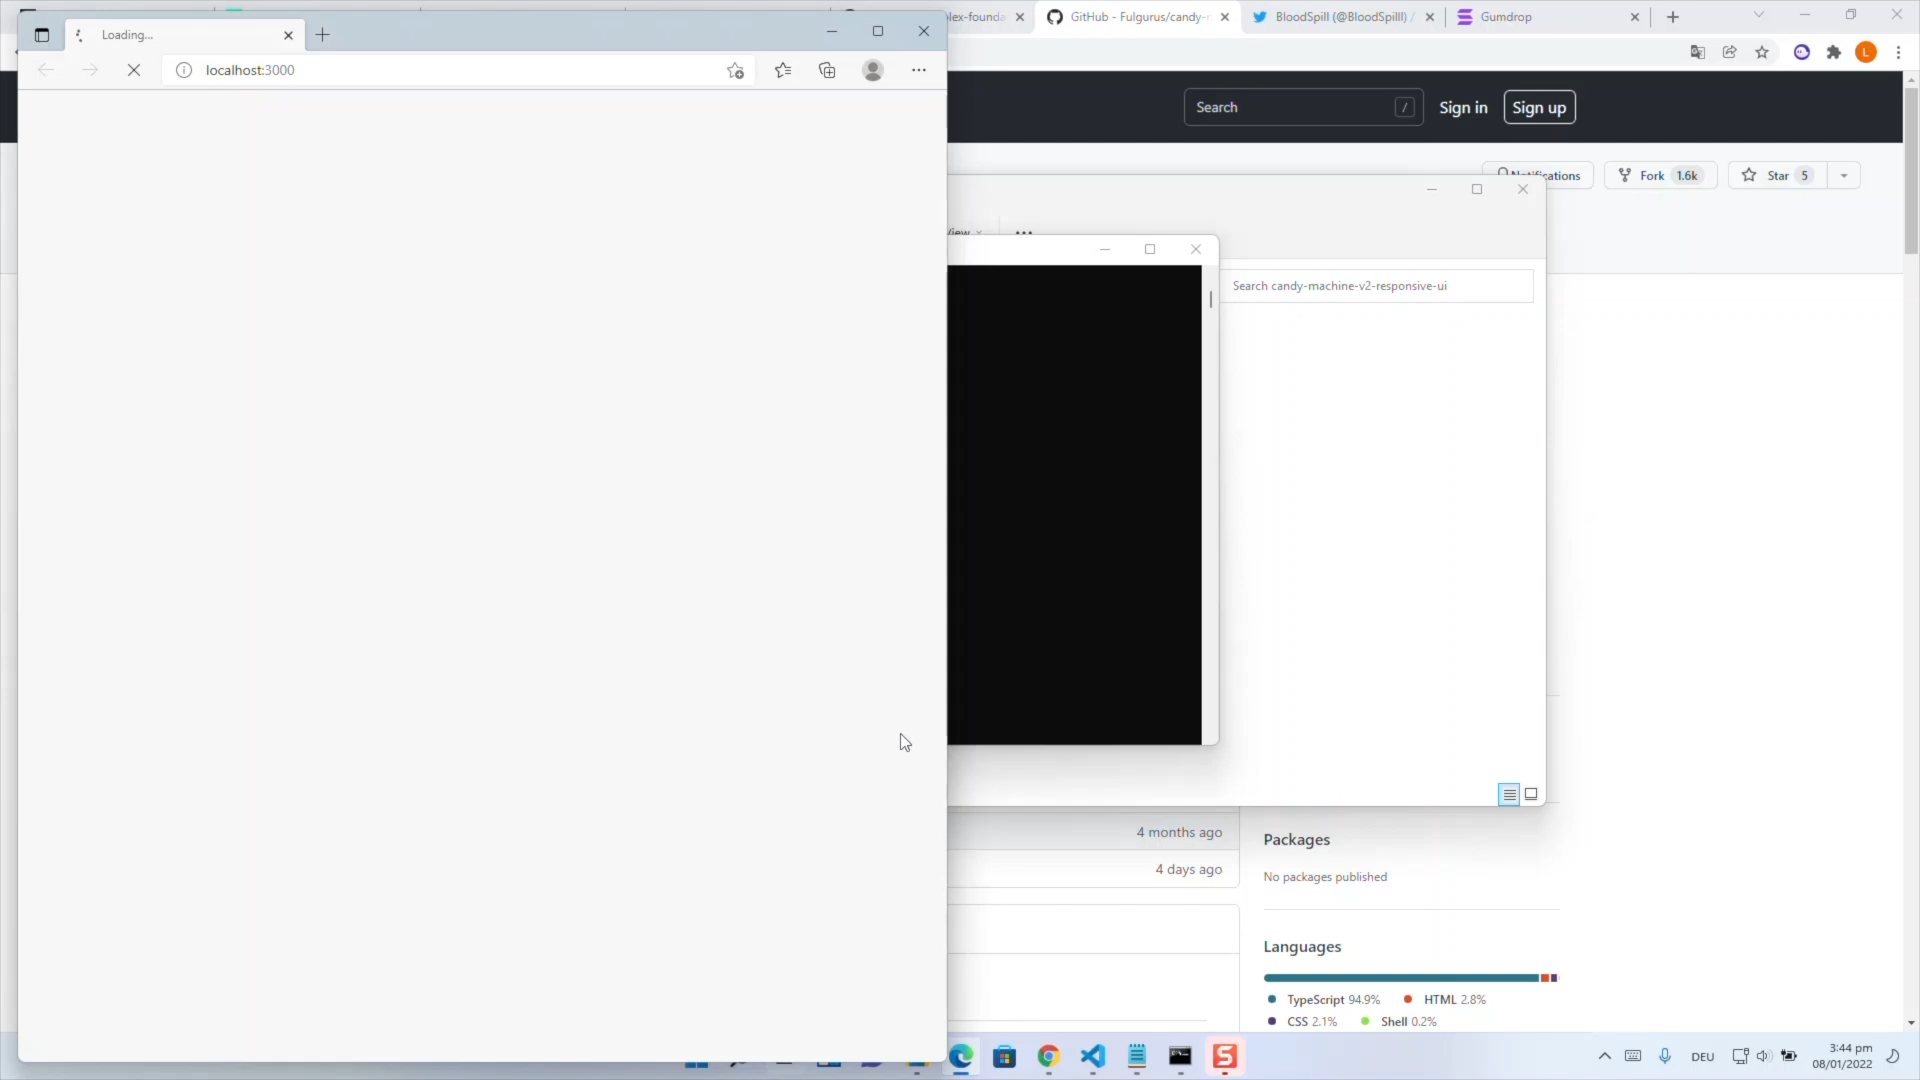 Loading...
GitHub - Fulgurus/candy-
BloodSpill (@BloodSpilll) /
Gumdrop
localhost:3000
L
Search
/
Sign in
Sign up
Fork 1.6k
Star 5
Search candy-machine-v2-responsive-ui
4 months ago
4 days ago
Packages
No packages published
Languages
TypeScript 94.9%
HTML 2.8%
CSS 2.1%
Shell 0.2%
DEU
3:44 pm
08/01/2022